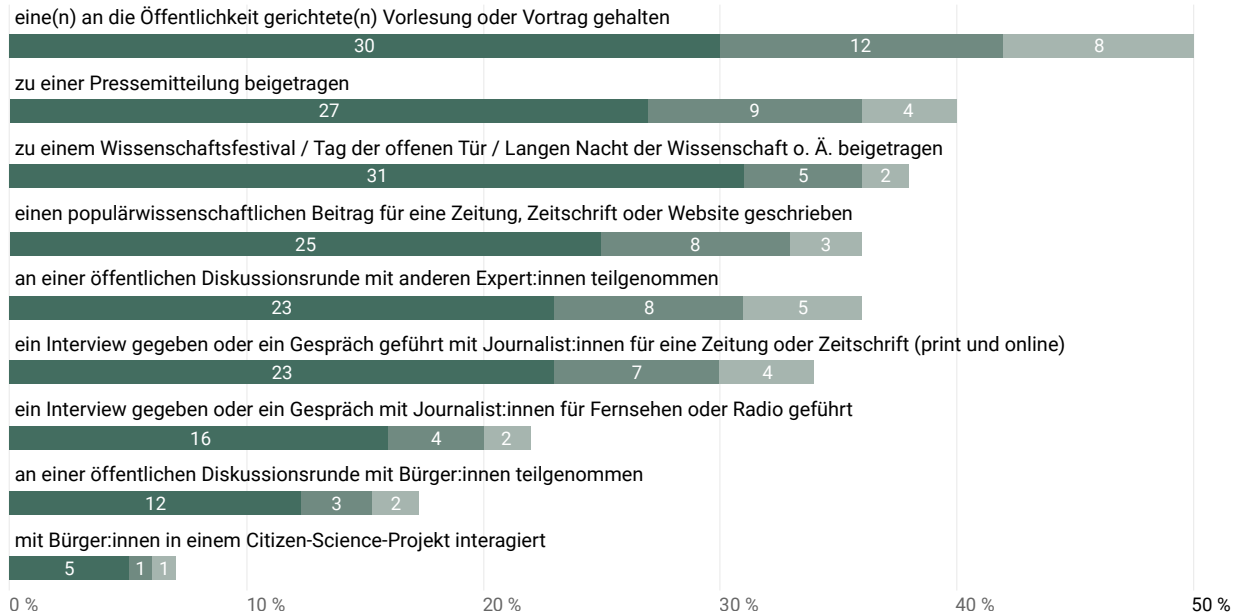 eine(n) an die Öffentlichkeit gerichtete(n) Vorlesung oder Vortrag gehalten
30 12 8
zu einer Pressemitteilung beigetragen
27 9 4
zu einem Wissenschaftsfestival / Tag der offenen Tür / Langen Nacht der Wissenschaft o. Ä. beigetragen
31 5 2
einen populärwissenschaftlichen Beitrag für eine Zeitung, Zeitschrift oder Website geschrieben
25 8 3
an einer öffentlichen Diskussionsrunde mit anderen Expert:innen teilgenommen
23 8 5
ein Interview gegeben oder ein Gespräch geführt mit Journalist:innen für eine Zeitung oder Zeitschrift (print und online)
23 7 4
ein Interview gegeben oder ein Gespräch mit Journalist:innen für Fernsehen oder Radio geführt
16 4 2
an einer öffentlichen Diskussionsrunde mit Bürger:innen teilgenommen
12 3 2
mit Bürger:innen in einem Citizen-Science-Projekt interagiert
5 1 1
0 % 10 % 20 % 30 % 40 % 50 %